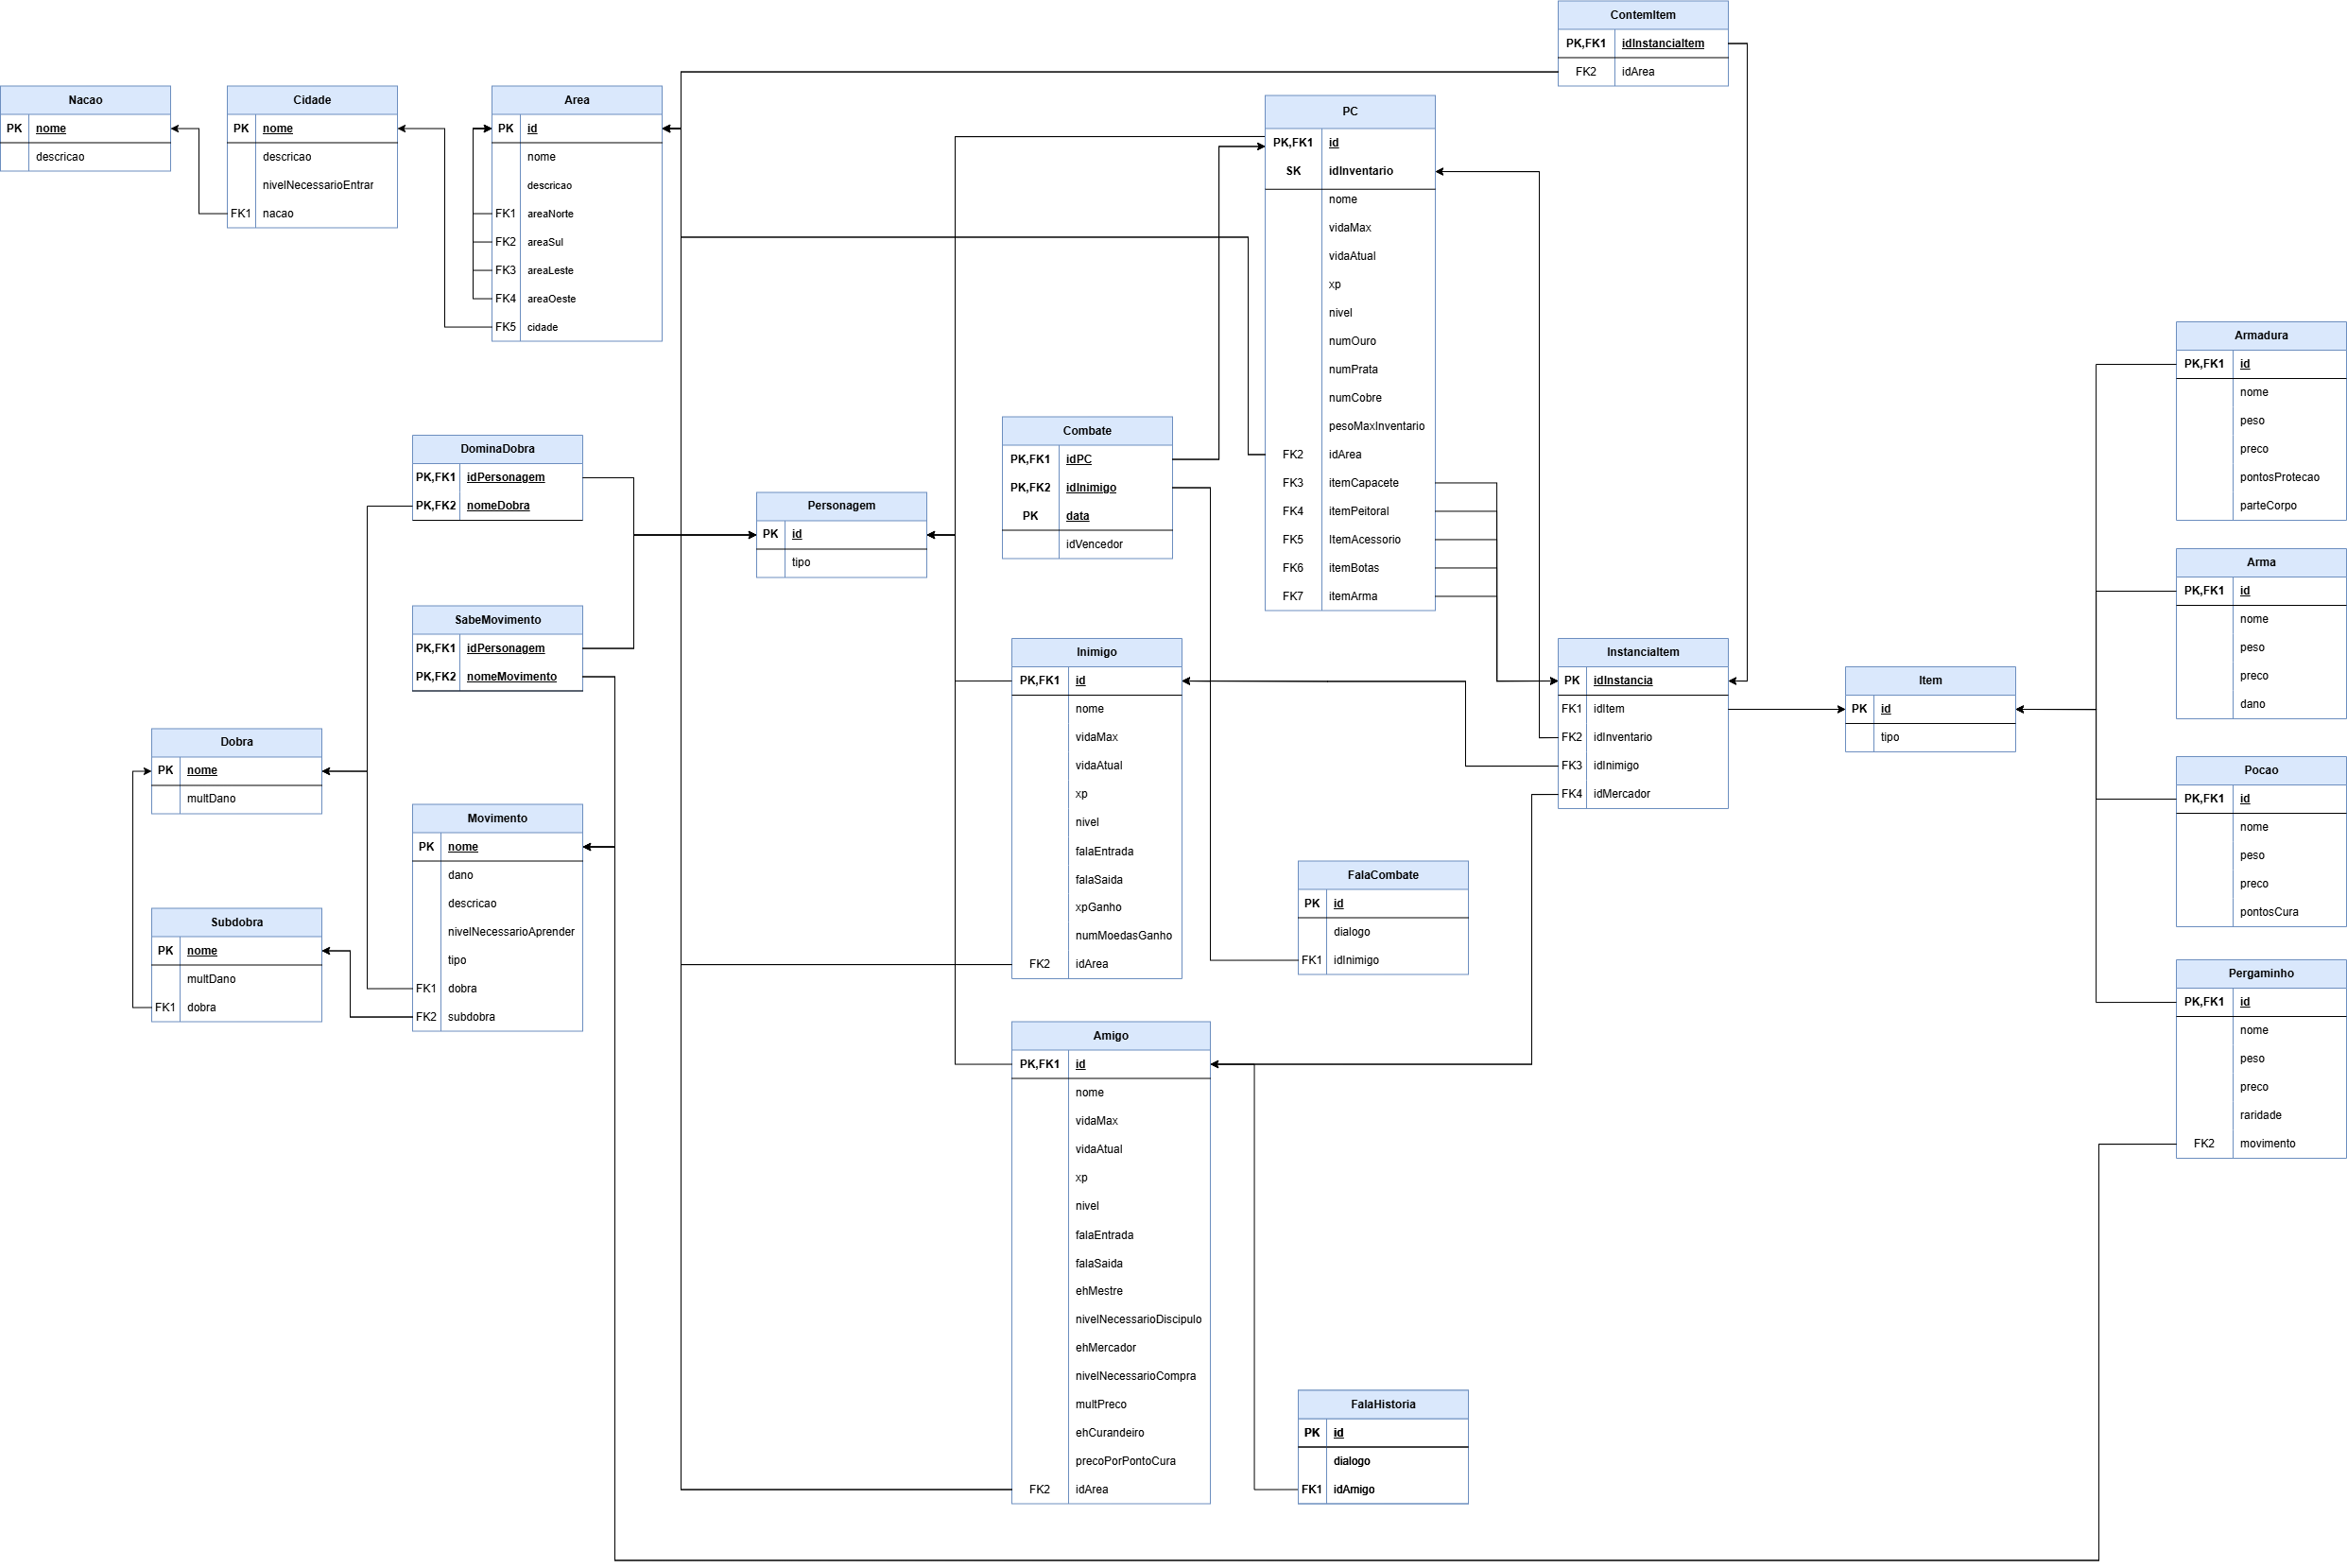 ContemItem
PK,FK1 idInstanciaItem
FK2 idArea
Nacao
PK nome
descricao
Cidade
PK nome
descricao
nivelNecessarioEntrar
FK1 nacao
Area
PK id
nome
descricao
FK1 areaNorte
FK2 areaSul
FK3 areaLeste
FK4 areaOeste
FK5 cidade
PC
PK,FK1 id
SK idInventario
nome
vidaMax
vidaAtual
xp
nivel
numOuro
numPrata
numCobre
pesoMaxInventario
FK2 idArea
FK3 itemCapacete
FK4 itemPeitoral
FK5 ItemAcessorio
FK6 itemBotas
FK7 itemArma
Armadura
PK,FK1 id
nome
peso
preco
pontosProtecao
parteCorpo
DominaDobra
PK,FK1 idPersonagem
PK,FK2 nomeDobra
Personagem
PK id
tipo
Combate
PK,FK1 idPC
PK,FK2 idInimigo
PK data
idVencedor
Arma
PK,FK1 id
nome
peso
preco
dano
SabeMovimento
PK,FK1 idPersonagem
PK,FK2 nomeMovimento
Inimigo
PK,FK1 id
nome
vidaMax
vidaAtual
xp
nivel
falaEntrada
falaSaida
xpGanho
numMoedasGanho
FK2 idArea
InstanciaItem
PK idInstancia
FK1 idItem
FK2 idInventario
FK3 idInimigo
FK4 idMercador
Item
PK id
tipo
Dobra
PK nome
multDano
Pocao
PK,FK1 id
nome
peso
preco
pontosCura
Movimento
PK nome
dano
descricao
nivelNecessarioAprender
tipo
FK1 dobra
FK2 subdobra
FalaCombate
PK id
dialogo
FK1 idInimigo
Subdobra
PK nome
multDano
FK1 dobra
Pergaminho
PK,FK1 id
nome
peso
preco
raridade
FK2 movimento
Amigo
PK,FK1 id
nome
vidaMax
vidaAtual
xp
nivel
falaEntrada
falaSaida
ehMestre
nivelNecessarioDiscipulo
ehMercador
nivelNecessarioCompra
multPreco
ehCurandeiro
precoPorPontoCura
FK2 idArea
FalaHistoria
PK id
dialogo
FK1 idAmigo